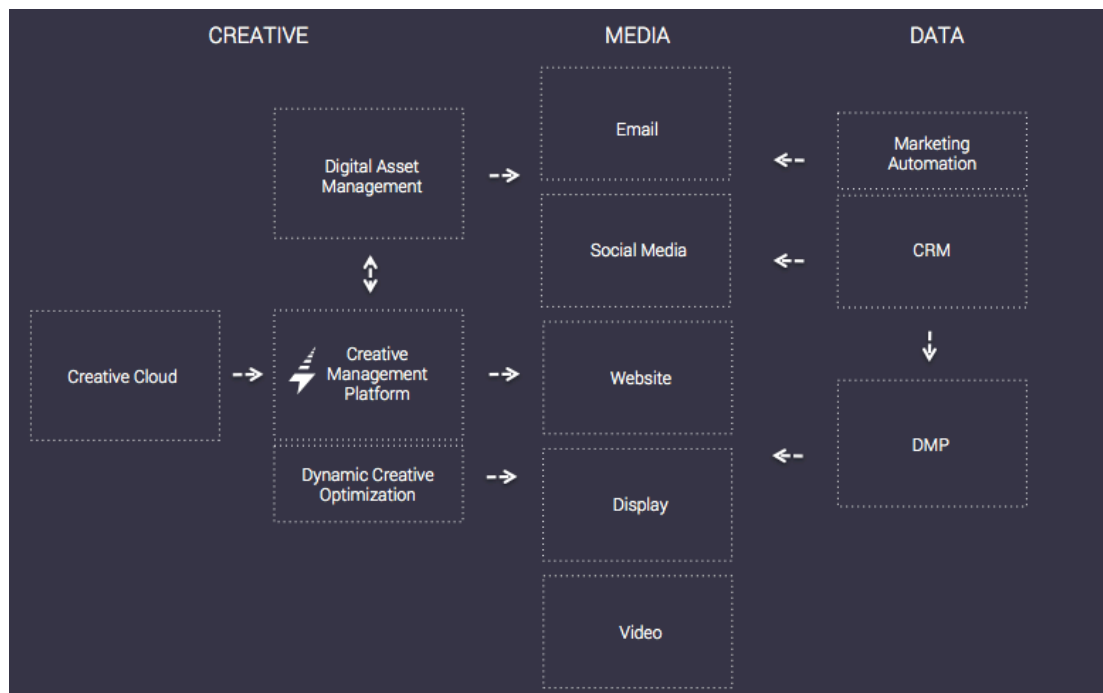 CREATIVE
MEDIA
DATA
Email
Marketing
Automation
Digital Asset
Management
Social Media
CRM
Creative Cloud
Creative
Management
Platform
Website
Dynamic Creative
Optimization
DMP
Display
Video